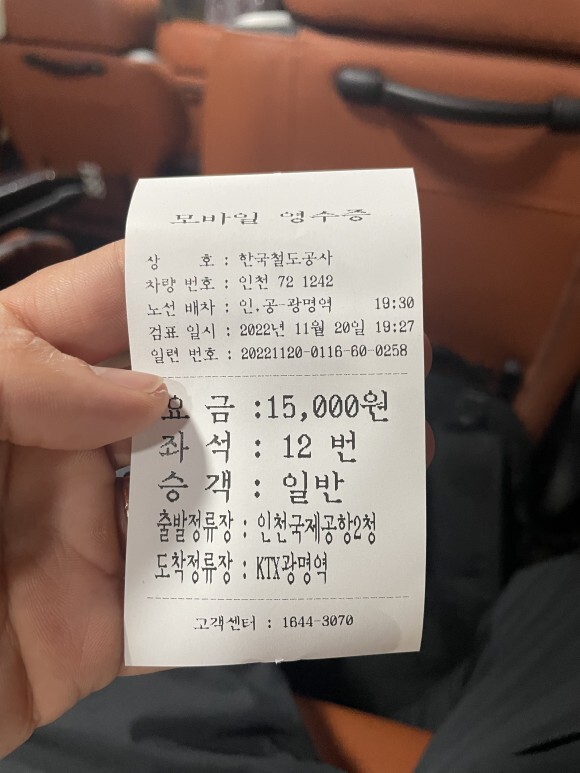 모바일 영수증
상 호 : 한국철도공사
차량 번호 : 인천 72 1242
노선 배차 : 인.공-광명역 19:30
검표 일시 : 2022년 11월 20일 19:27
일련 번호 : 20221120-0116-60-0258
요 금 :15,000원
좌 석 : 12 번
승 객 : 일반
출발정류장 : 인천국제공항2청
도착정류장 : KTX광명역
고객센터 : 1644-3070